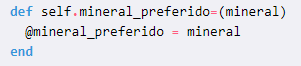 def self.mineral_preferido=(mineral)
  @mineral_preferido = mineral
end